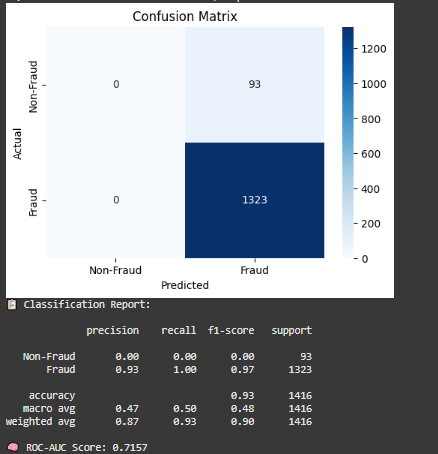 Confusion Matrix
Non-Fraud
0
93
Fraud
0
1323
Actual
Non-Fraud
Fraud
Predicted
1200
1000
800
600
400
200
0
📋 Classification Report:
precision recall f1-score support
Non-Fraud 0.00 0.00 0.00 93
Fraud 0.93 1.00 0.97 1323
accuracy 0.93 1416
macro avg 0.47 0.50 0.48 1416
weighted avg 0.87 0.93 0.90 1416
🧠 ROC-AUC Score: 0.7157